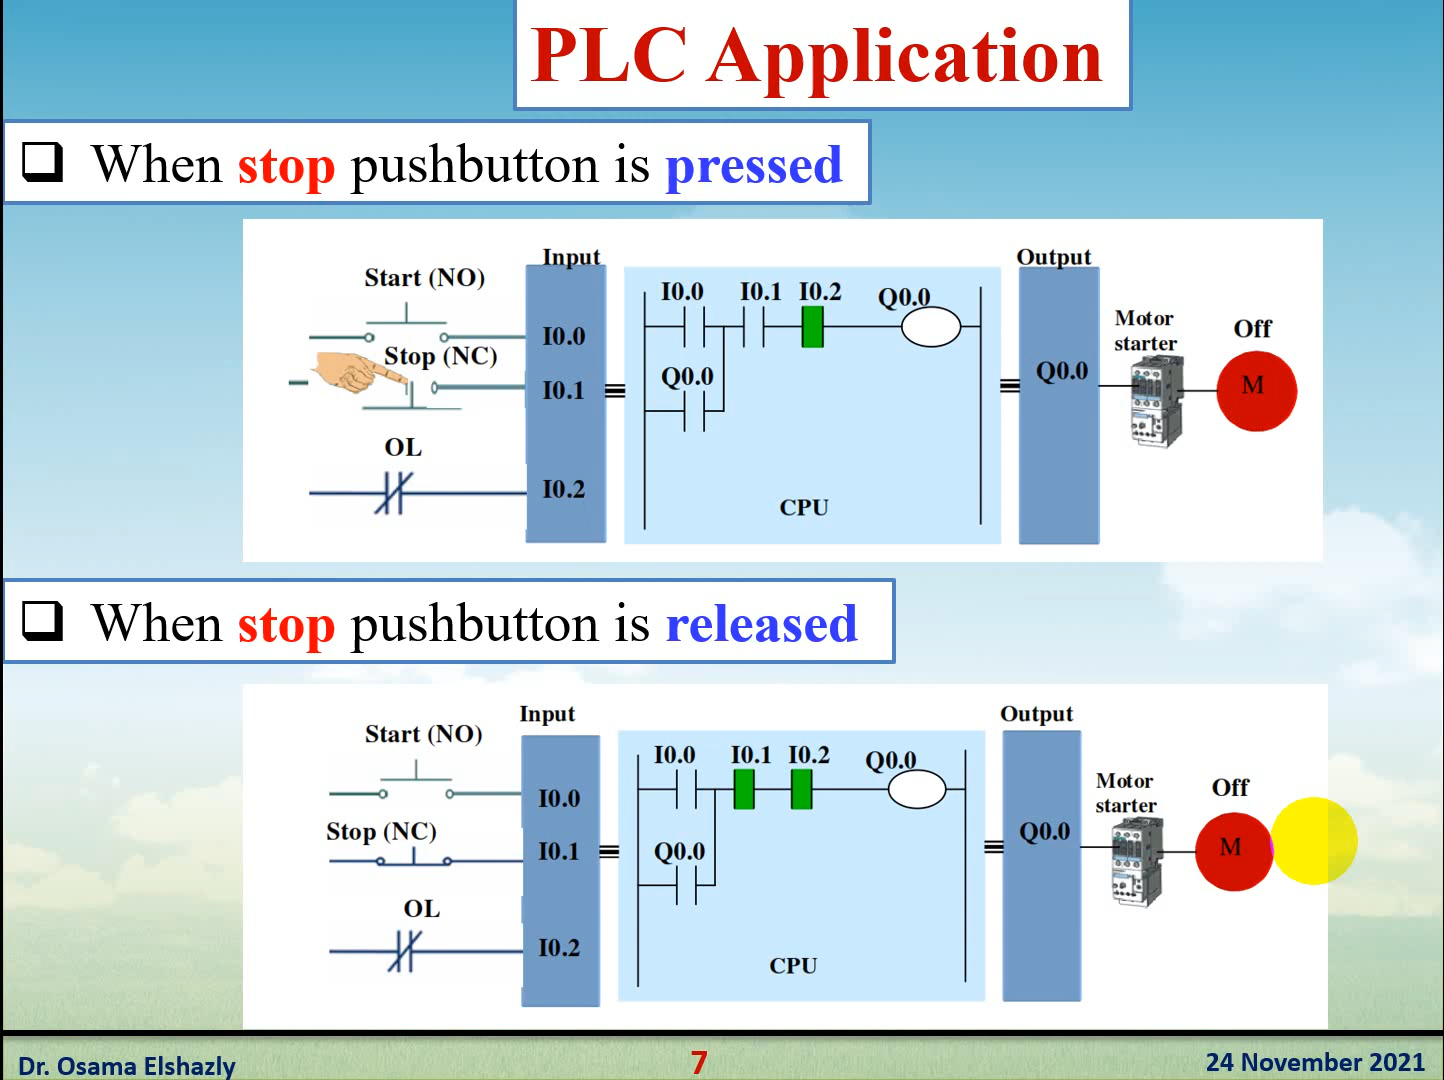 PLC Application
❑ When stop pushbutton is pressed
Input
Output
Start (NO)
I0.0 I0.1 I0.2 Q0.0
Motor
starter
Off
I0.0
Stop (NC)
Q0.0
Q0.0
M
I0.1
OL
I0.2
CPU
❑ When stop pushbutton is released
Input
Output
Start (NO)
I0.0 I0.1 I0.2 Q0.0
Motor
starter
Off
I0.0
Stop (NC)
Q0.0
M
I0.1
Q0.0
OL
I0.2
CPU
Dr. Osama Elshazly
7
24 November 2021